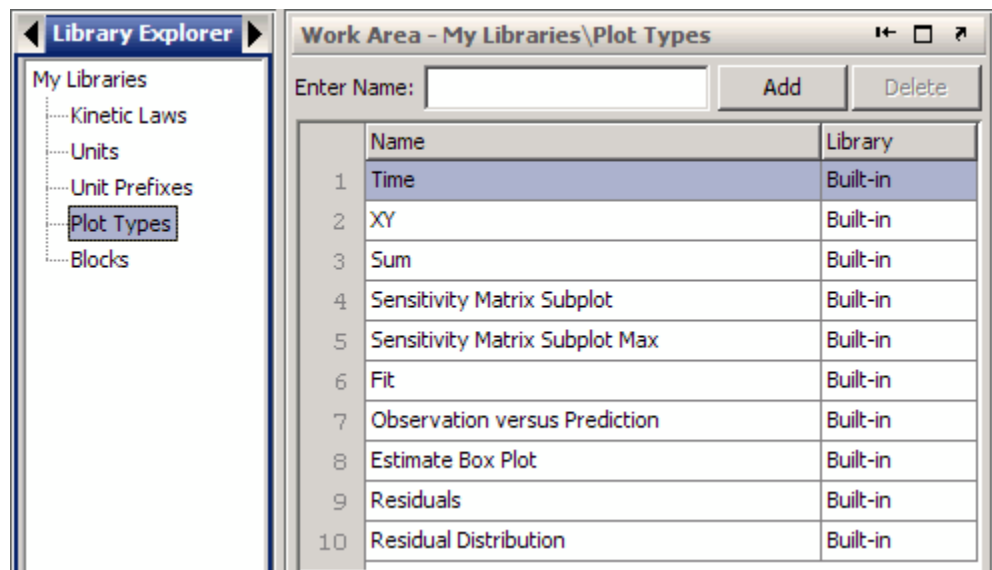 Library Explorer
My Libraries
Kinetic Laws
Units
Unit Prefixes
Plot Types
Blocks
Work Area - My Libraries\Plot Types
Enter Name: Add Delete
Name Library
1 Time Built-in
2 XY Built-in
3 Sum Built-in
4 Sensitivity Matrix Subplot Built-in
5 Sensitivity Matrix Subplot Max Built-in
6 Fit Built-in
7 Observation versus Prediction Built-in
8 Estimate Box Plot Built-in
9 Residuals Built-in
10 Residual Distribution Built-in